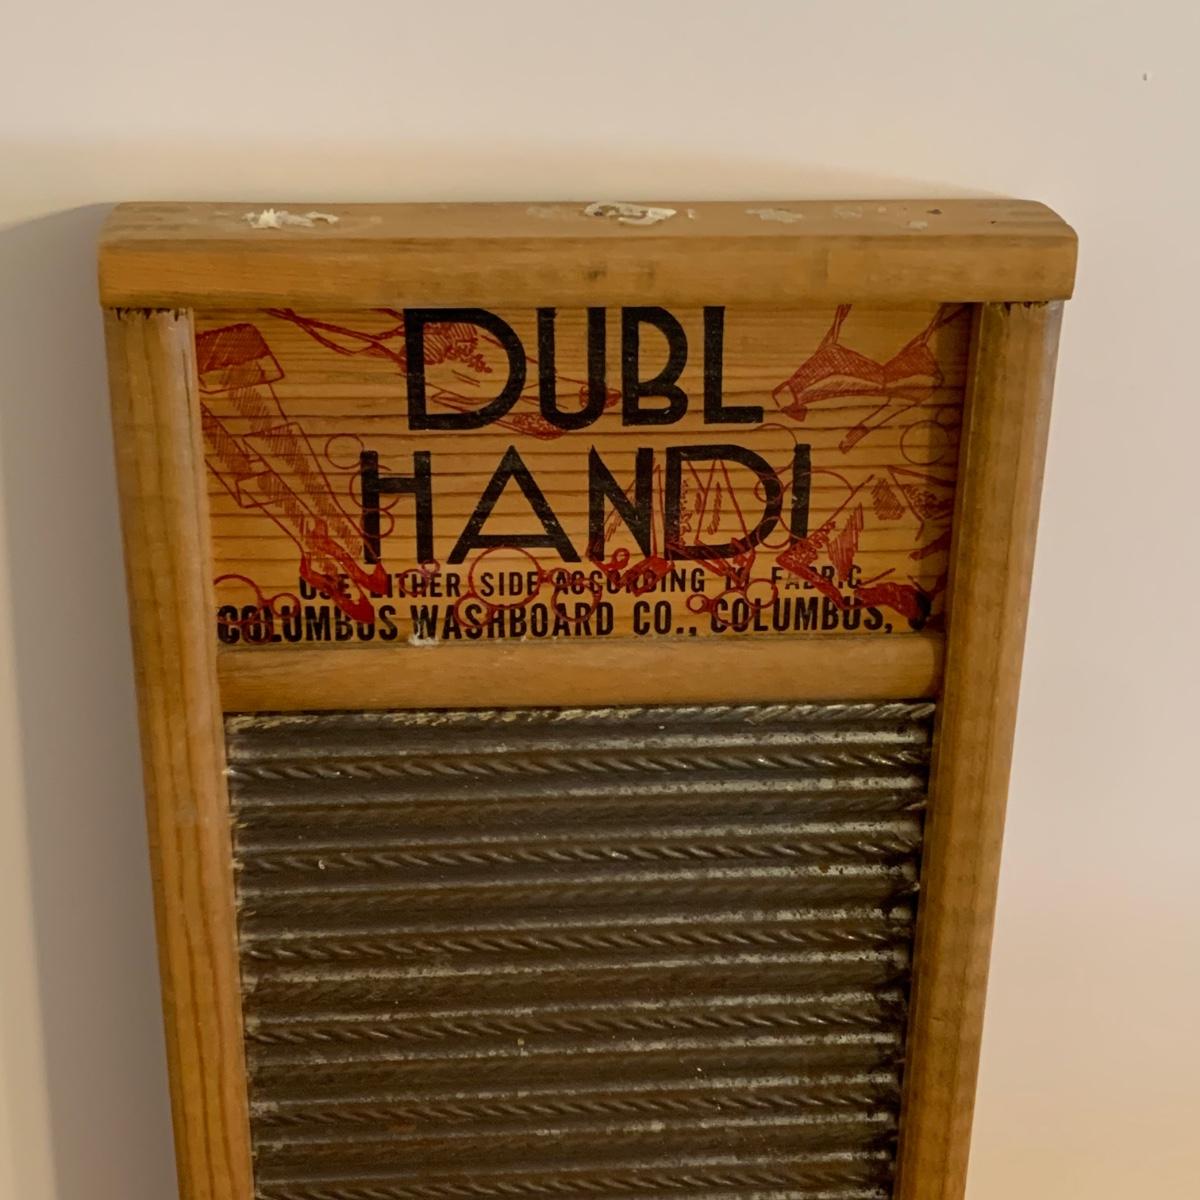 DUBL
HANDI
USE EITHER SIDE ACCORDING TO FABRIC
COLUMBUS WASHBOARD CO., COLUMBUS,